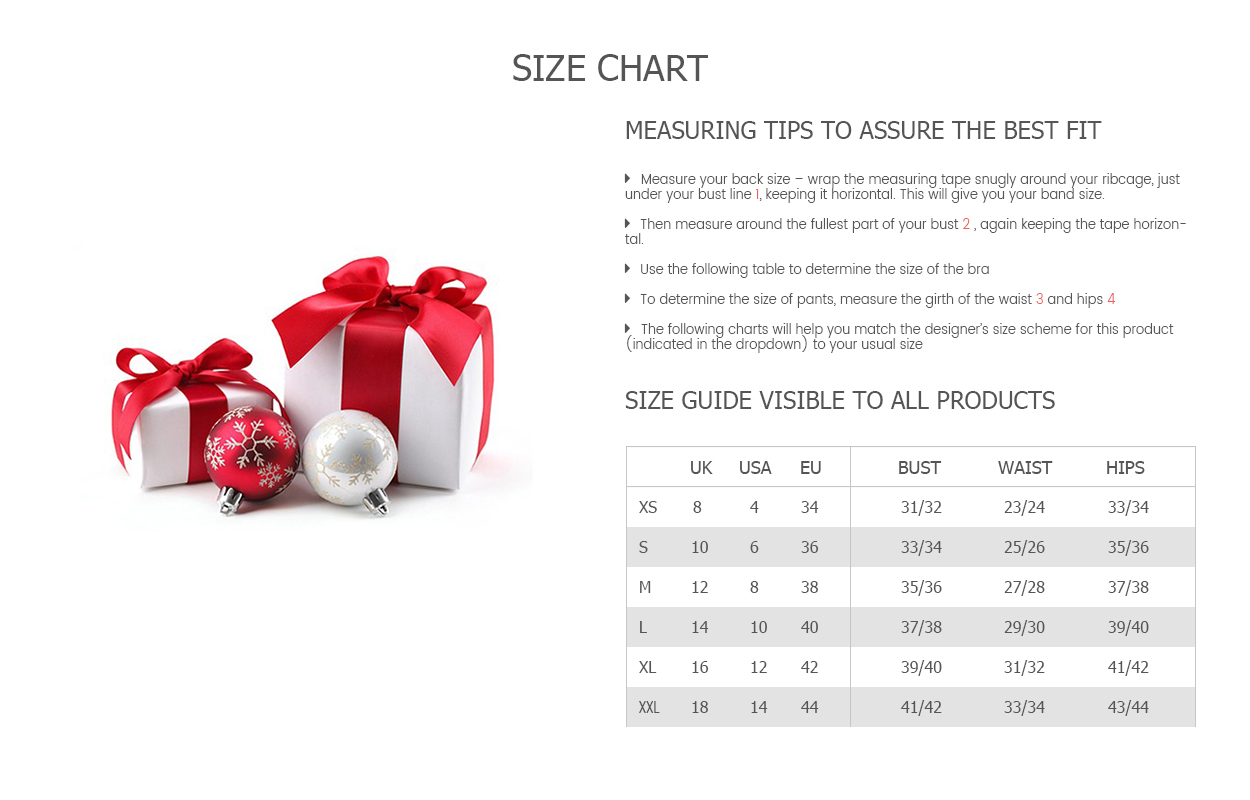 SIZE CHART
MEASURING TIPS TO ASSURE THE BEST FIT
Measure your back size – wrap the measuring tape snugly around your ribcage, just
under your bust line 1, keeping it horizontal. This will give you your band size.
Then measure around the fullest part of your bust 2 , again keeping the tape horizon-
tal.
Use the following table to determine the size of the bra
To determine the size of pants, measure the girth of the waist 3 and hips 4
The following charts will help you match the designer's size scheme for this product
(indicated in the dropdown) to your usual size
SIZE GUIDE VISIBLE TO ALL PRODUCTS
UK USA EU BUST WAIST HIPS
XS 8 4 34 31/32 23/24 33/34
S 10 6 36 33/34 25/26 35/36
M 12 8 38 35/36 27/28 37/38
L 14 10 40 37/38 29/30 39/40
XL 16 12 42 39/40 31/32 41/42
XXL 18 14 44 41/42 33/34 43/44